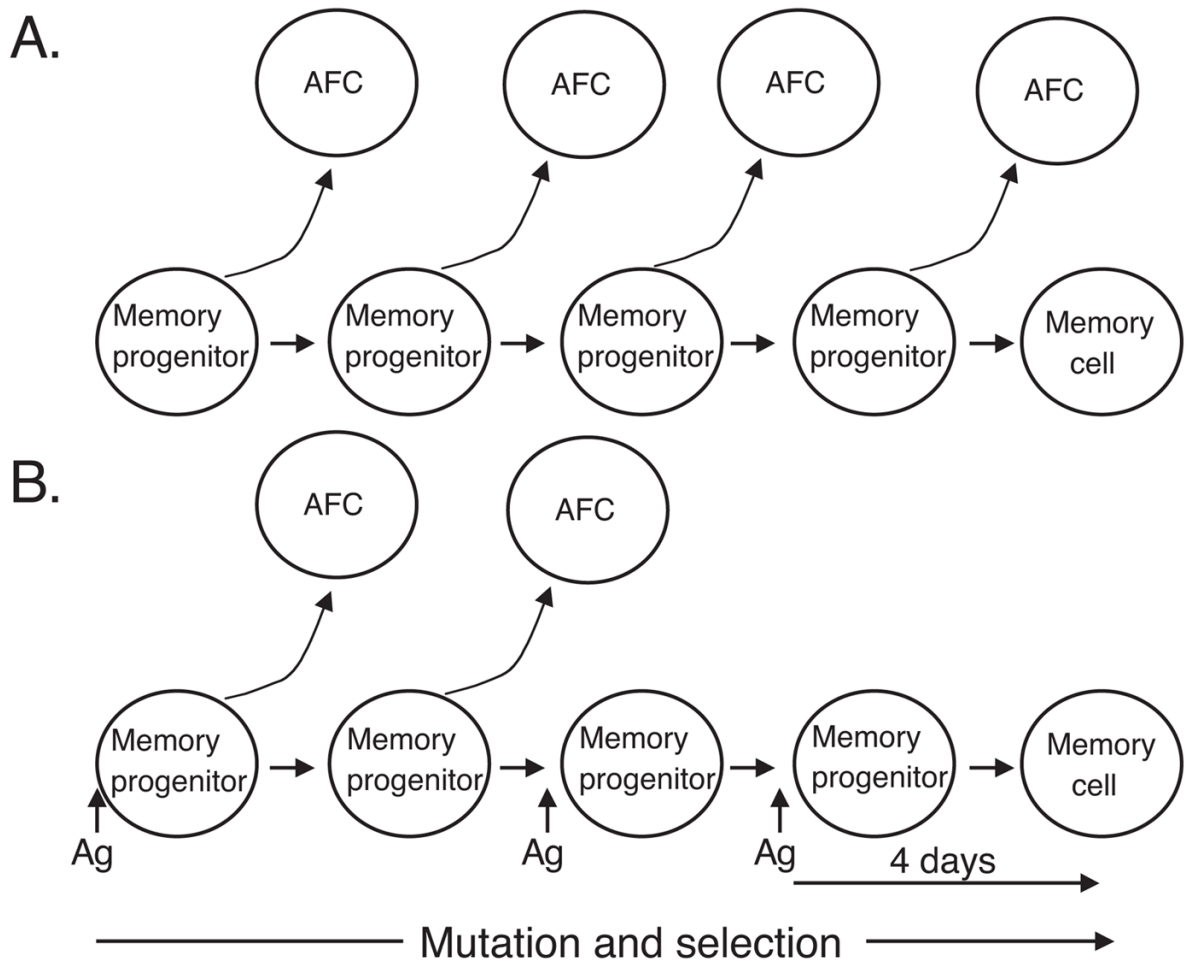 A.
AFC
AFC
AFC
AFC
Memory
progenitor
Memory
progenitor
Memory
progenitor
Memory
progenitor
Memory
cell
B.
AFC
AFC
Memory
progenitor
Memory
progenitor
Memory
progenitor
Memory
progenitor
Memory
cell
Ag
Ag
Ag
4 days
Mutation and selection